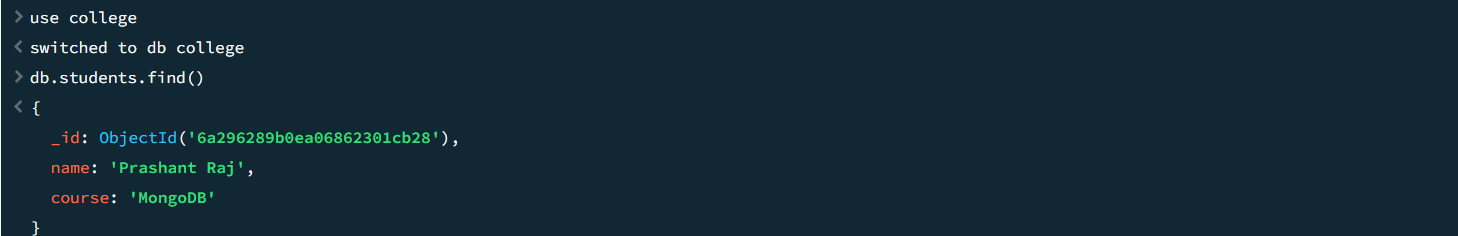 > use college
< switched to db college
> db.students.find()
< {
_id: ObjectId('6a296289b0ea06862301cb28'),
name: 'Prashant Raj',
course: 'MongoDB'
}